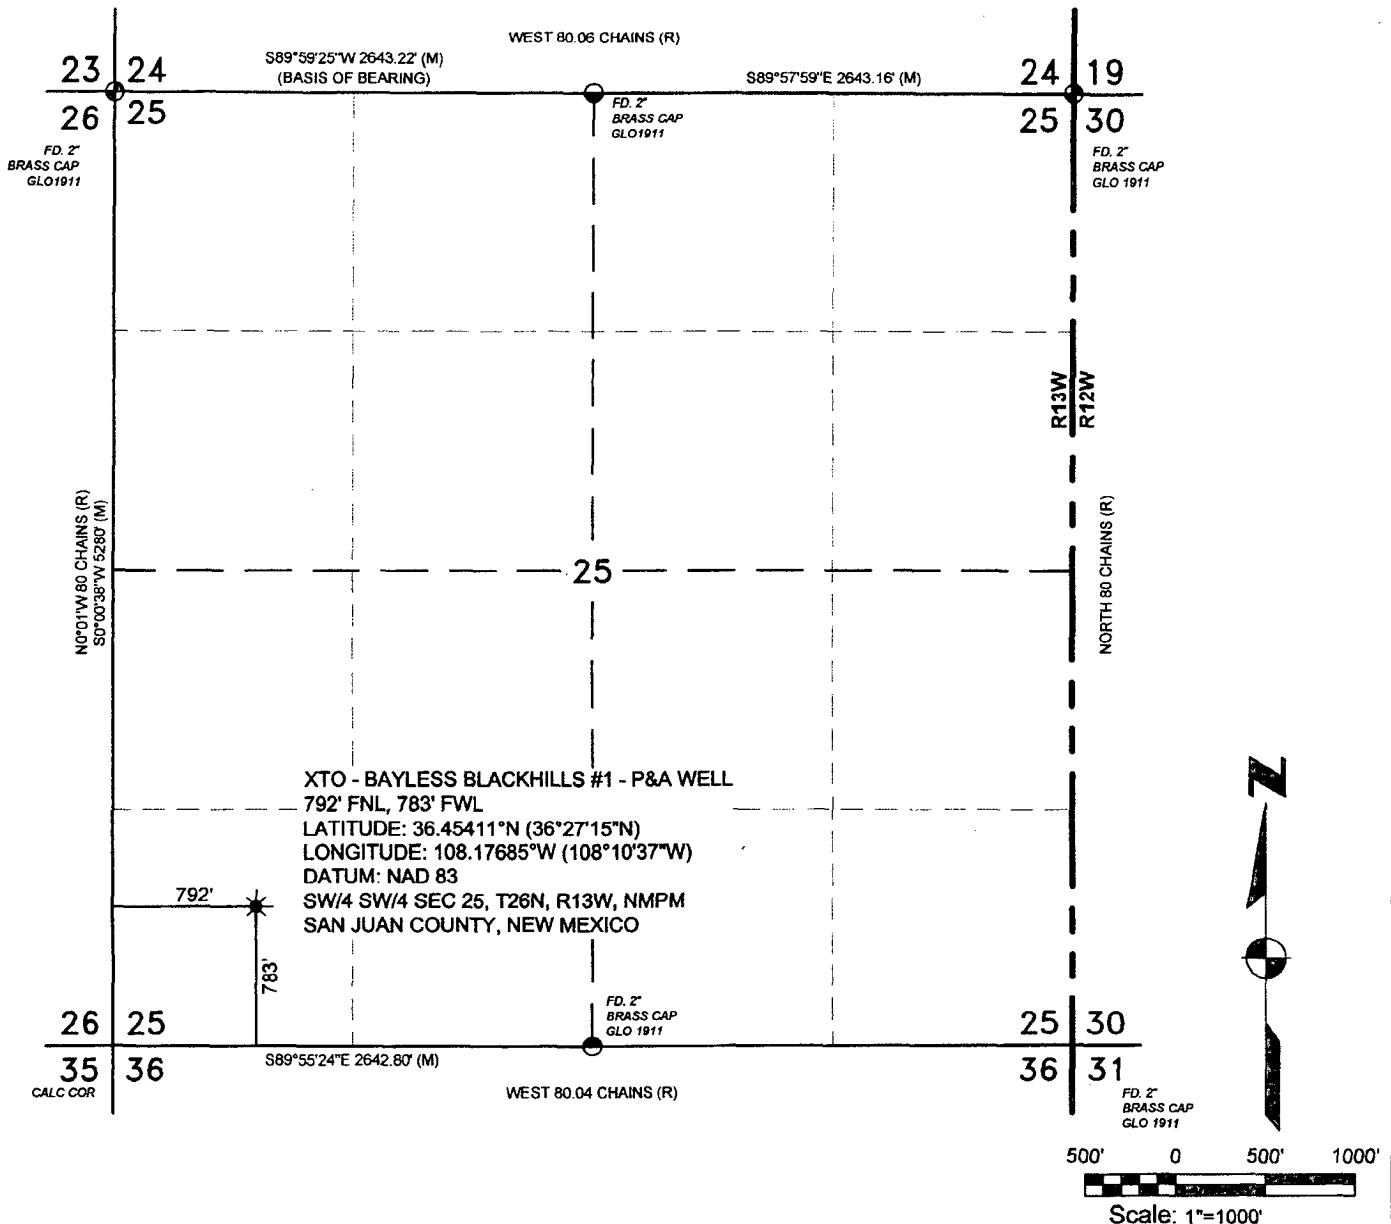 WEST 80.06 CHAINS (R)
S89°59'25"W 2643.22' (M)
(BASIS OF BEARING)
S89°57'59"E 2643.16' (M)
23 24
26 25
FD. 2"
BRASS CAP
GLO1911
FD. 2"
BRASS CAP
GLO1911
24 19
25 30
FD. 2"
BRASS CAP
GLO 1911
R13W
R12W
N0°01'W 80 CHAINS (R)
S0°00'38"W 5280' (M)
25
NORTH 80 CHAINS (R)
XTO - BAYLESS BLACKHILLS #1 - P&A WELL
792' FNL, 783' FWL
LATITUDE: 36.45411°N (36°27'15"N)
LONGITUDE: 108.17685°W (108°10'37"W)
DATUM: NAD 83
SW/4 SW/4 SEC 25, T26N, R13W, NMPM
SAN JUAN COUNTY, NEW MEXICO
792'
783'
FD. 2"
BRASS CAP
GLO 1911
26 25
35 36
CALC COR
S89°55'24"E 2642.80' (M)
WEST 80.04 CHAINS (R)
25 30
36 31
FD. 2"
BRASS CAP
GLO 1911
N
500' 0 500' 1000'
Scale: 1"=1000'